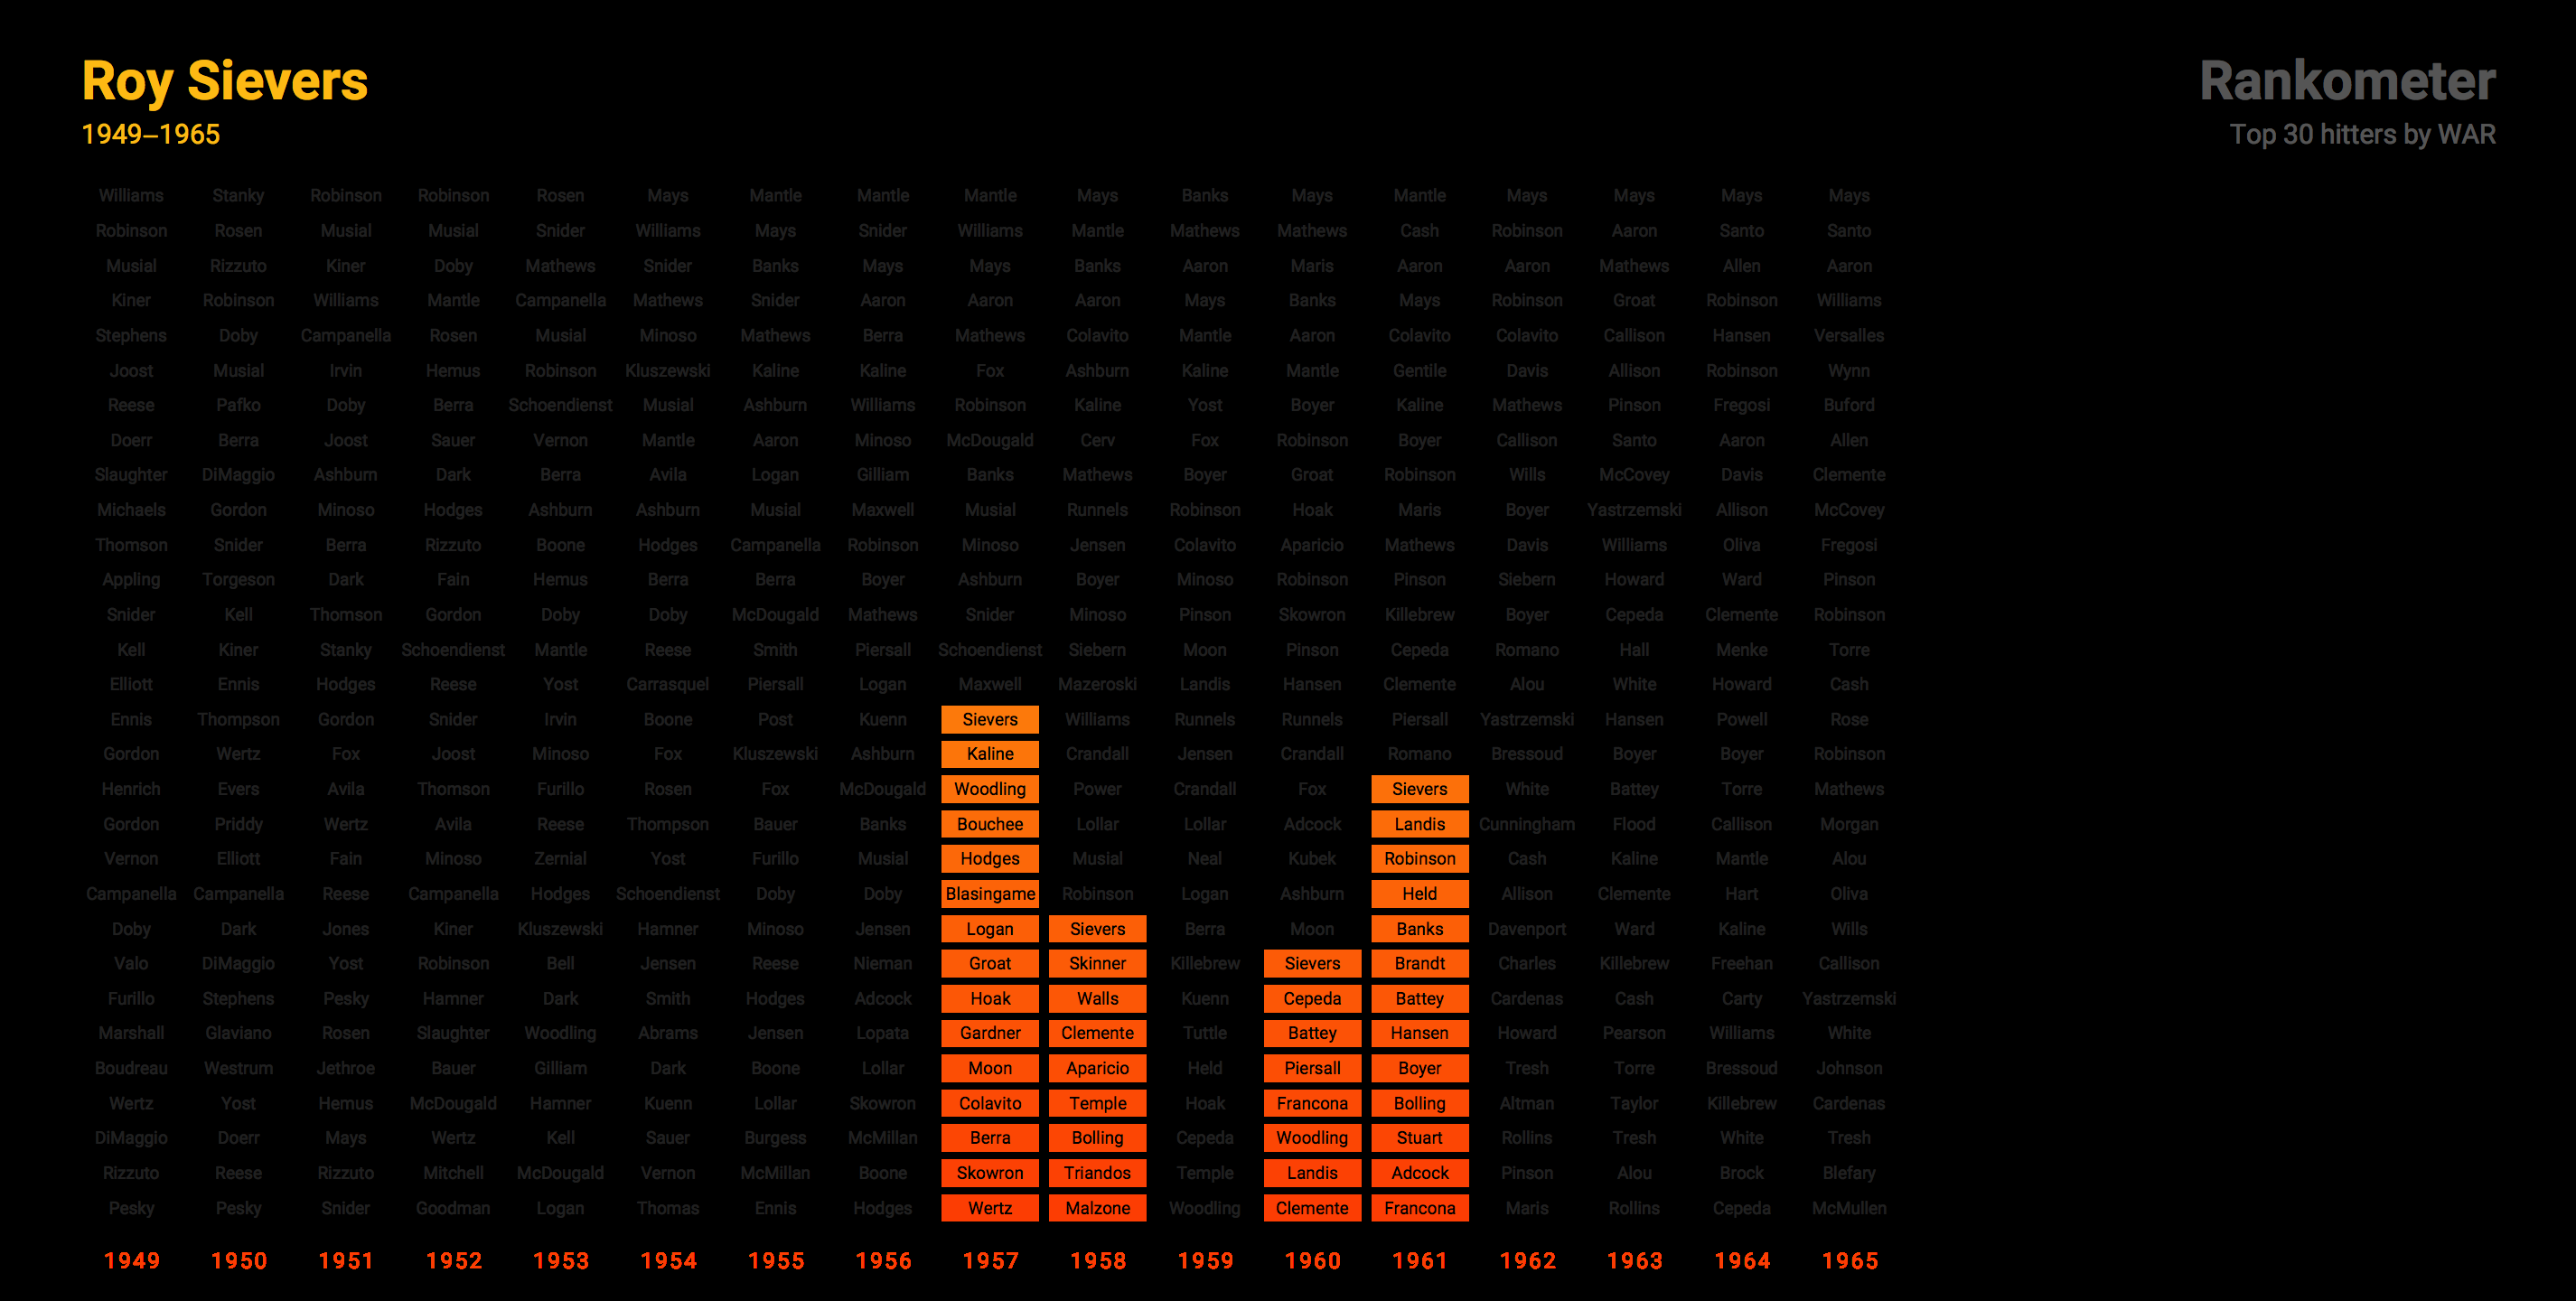 Roy Sievers
1949–1965
Rankometer
Top 30 hitters by WAR
Williams Stanky Robinson Robinson Rosen Mays Mantle Mantle Mantle Mays Banks Mays Mantle Mays Mays Mays Mays
Robinson Rosen Musial Musial Snider Williams Mays Snider Williams Mantle Mathews Mathews Cash Robinson Aaron Santo Santo
Musial Rizzuto Kiner Doby Mathews Snider Banks Mays Mays Banks Aaron Maris Aaron Aaron Mathews Allen Aaron
Kiner Robinson Williams Mantle Campanella Mathews Snider Aaron Aaron Aaron Mays Banks Mays Robinson Groat Robinson Williams
Stephens Doby Campanella Rosen Musial Minoso Mathews Berra Mathews Colavito Mantle Aaron Colavito Colavito Callison Hansen Versalles
Joost Musial Irvin Hemus Robinson Kluszewski Kaline Kaline Fox Ashburn Kaline Mantle Gentile Davis Allison Robinson Wynn
Reese Pafko Doby Berra Schoendienst Musial Ashburn Williams Robinson Kaline Yost Boyer Kaline Mathews Pinson Fregosi Buford
Doerr Berra Joost Sauer Vernon Mantle Aaron Minoso McDougald Cerv Fox Robinson Boyer Callison Santo Aaron Allen
Slaughter DiMaggio Ashburn Dark Berra Avila Logan Gilliam Banks Mathews Boyer Groat Robinson Wills McCovey Davis Clemente
Michaels Gordon Minoso Hodges Ashburn Ashburn Musial Maxwell Musial Runnels Robinson Hoak Maris Boyer Yastrzemski Allison McCovey
Thomson Snider Berra Rizzuto Boone Hodges Campanella Robinson Minoso Jensen Colavito Aparicio Mathews Davis Williams Oliva Fregosi
Appling Torgeson Dark Fain Hemus Berra Berra Boyer Ashburn Boyer Minoso Robinson Pinson Siebern Howard Ward Pinson
Snider Kell Thomson Gordon Doby Doby McDougald Mathews Snider Minoso Pinson Skowron Killebrew Boyer Cepeda Clemente Robinson
Kell Kiner Stanky Schoendienst Mantle Reese Smith Piersall Schoendienst Siebern Moon Pinson Cepeda Romano Hall Menke Torre
Elliott Ennis Hodges Reese Yost Carrasquel Piersall Logan Maxwell Mazeroski Landis Hansen Clemente Alou White Howard Cash
Ennis Thompson Gordon Snider Irvin Boone Post Kuenn Sievers Williams Runnels Runnels Piersall Yastrzemski Hansen Powell Rose
Gordon Wertz Fox Joost Minoso Fox Kluszewski Ashburn Kaline Crandall Jensen Crandall Romano Bressoud Boyer Boyer Robinson
Henrich Evers Avila Thomson Furillo Rosen Fox McDougald Woodling Power Crandall Fox Sievers White Battey Torre Mathews
Gordon Priddy Wertz Avila Reese Thompson Bauer Banks Bouchee Lollar Lollar Adcock Landis Cunningham Flood Callison Morgan
Vernon Elliott Fain Minoso Zernial Yost Furillo Musial Hodges Musial Neal Kubek Robinson Cash Kaline Mantle Alou
Campanella Campanella Reese Campanella Hodges Schoendienst Doby Doby Blasingame Robinson Logan Ashburn Held Allison Clemente Hart Oliva
Doby Dark Jones Kiner Kluszewski Hamner Minoso Jensen Logan Sievers Berra Moon Banks Davenport Ward Kaline Wills
Valo DiMaggio Yost Robinson Bell Jensen Reese Nieman Groat Skinner Killebrew Sievers Brandt Charles Killebrew Freehan Callison
Furillo Stephens Pesky Hamner Dark Smith Hodges Adcock Hoak Walls Kuenn Cepeda Battey Cardenas Cash Carty Yastrzemski
Marshall Glaviano Rosen Slaughter Woodling Abrams Jensen Lopata Gardner Clemente Tuttle Battey Hansen Howard Pearson Williams White
Boudreau Westrum Jethroe Bauer Gilliam Dark Boone Lollar Moon Aparicio Held Piersall Boyer Tresh Torre Bressoud Johnson
Wertz Yost Hemus McDougald Hamner Kuenn Lollar Skowron Colavito Temple Hoak Francona Bolling Altman Taylor Killebrew Cardenas
DiMaggio Doerr Mays Wertz Kell Sauer Burgess McMillan Berra Bolling Cepeda Woodling Stuart Rollins Tresh White Tresh
Rizzuto Reese Rizzuto Mitchell McDougald Vernon McMillan Boone Skowron Triandos Temple Landis Adcock Pinson Alou Brock Blefary
Pesky Pesky Snider Goodman Logan Thomas Ennis Hodges Wertz Malzone Woodling Clemente Francona Maris Rollins Cepeda McMullen
1949 1950 1951 1952 1953 1954 1955 1956 1957 1958 1959 1960 1961 1962 1963 1964 1965